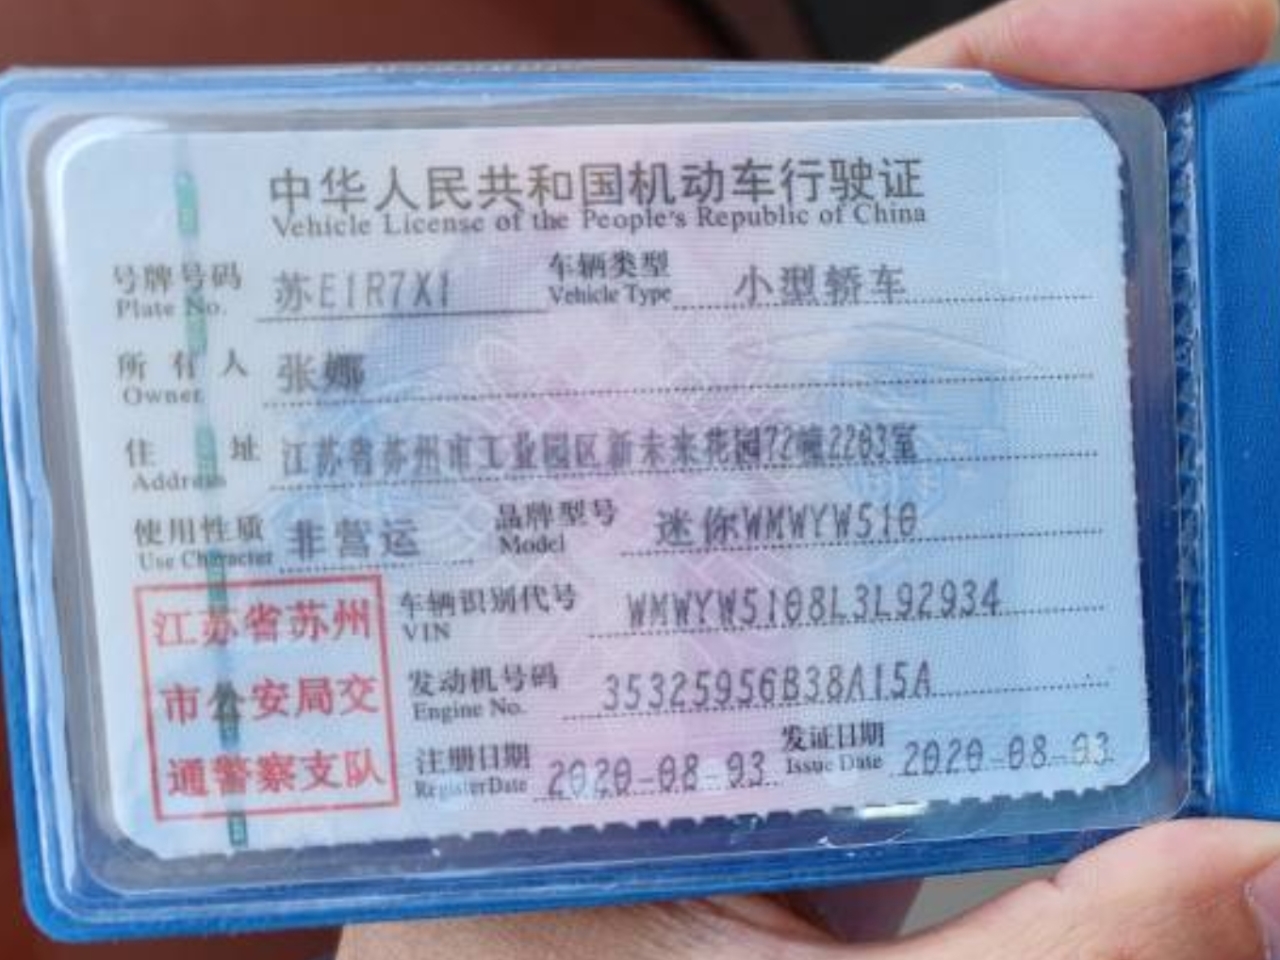 中华人民共和国机动车行驶证
Vehicle License of the People's Republic of China
号牌号码 苏E1R7X1 车辆类型 小型轿车
Plate No. Vehicle Type
所有人 张娜
Owner
住址 江苏省苏州市工业园区新未来花园72幢2203室
Address
使用性质 非营运 品牌型号 迷你WMWYW510
Use Character Model
江苏省苏州 车辆识别代号 WMWYW5108L3L92934
VIN
市公安局交 发动机号码 35325956B38A15A
Engine No.
通警察支队 注册日期 2020-08-03 发证日期 2020-08-03
Register Date Issue Date